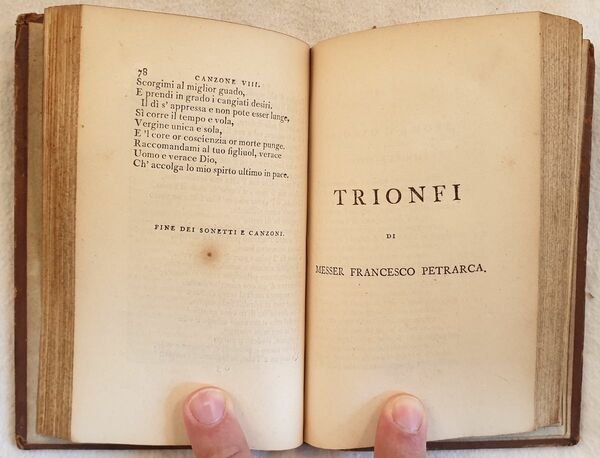 78
CANZONE VIII.
Scorgimi al miglior guado,
E prendi in grado i cangiati desiri.
Il dì s' appressa e non pote esser lunge,
Sì corre il tempo e vola,
Vergine unica e sola,
E 'l core or coscienzia or morte punge.
Raccomandami al tuo figliuol, verace
Uomo e verace Dio,
Ch' accolga lo mio spirto ultimo in pace.
FINE DEI SONETTI E CANZONI.
TRIONFI
DI
MESSER FRANCESCO PETRARCA.